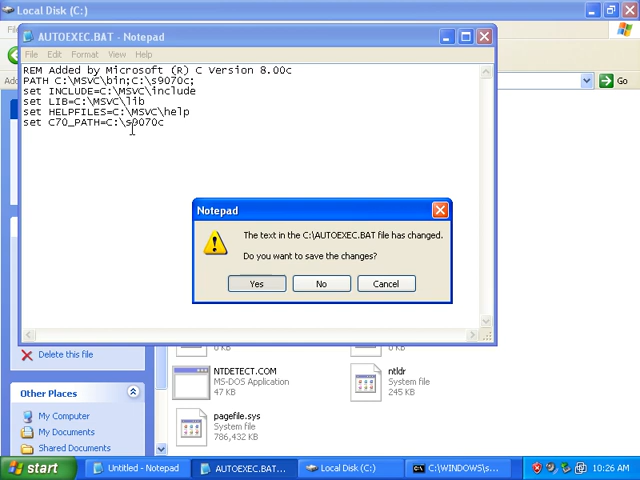 Local Disk (C:)
AUTOEXEC.BAT - Notepad
File Edit Format View Help
REM Added by Microsoft (R) C Version 8.00c
PATH C:\MSVC\bin;C:\s9070c;
set INCLUDE=C:\MSVC\include
set LIB=C:\MSVC\lib
set HELPFILES=C:\MSVC\help
set C70_PATH=C:\s9070c
Go
Notepad
The text in the C:\AUTOEXEC.BAT file has changed.
Do you want to save the changes?
Yes No Cancel
Delete this file
Other Places
My Computer
My Documents
Shared Documents
0 KB
0 KB
NTDETECT.COM
MS-DOS Application
47 KB
ntldr
System file
245 KB
pagefile.sys
System file
786,432 KB
start
Untitled - Notepad
AUTOEXEC.BAT...
Local Disk (C:)
C:\WINDOWS\s...
10:26 AM